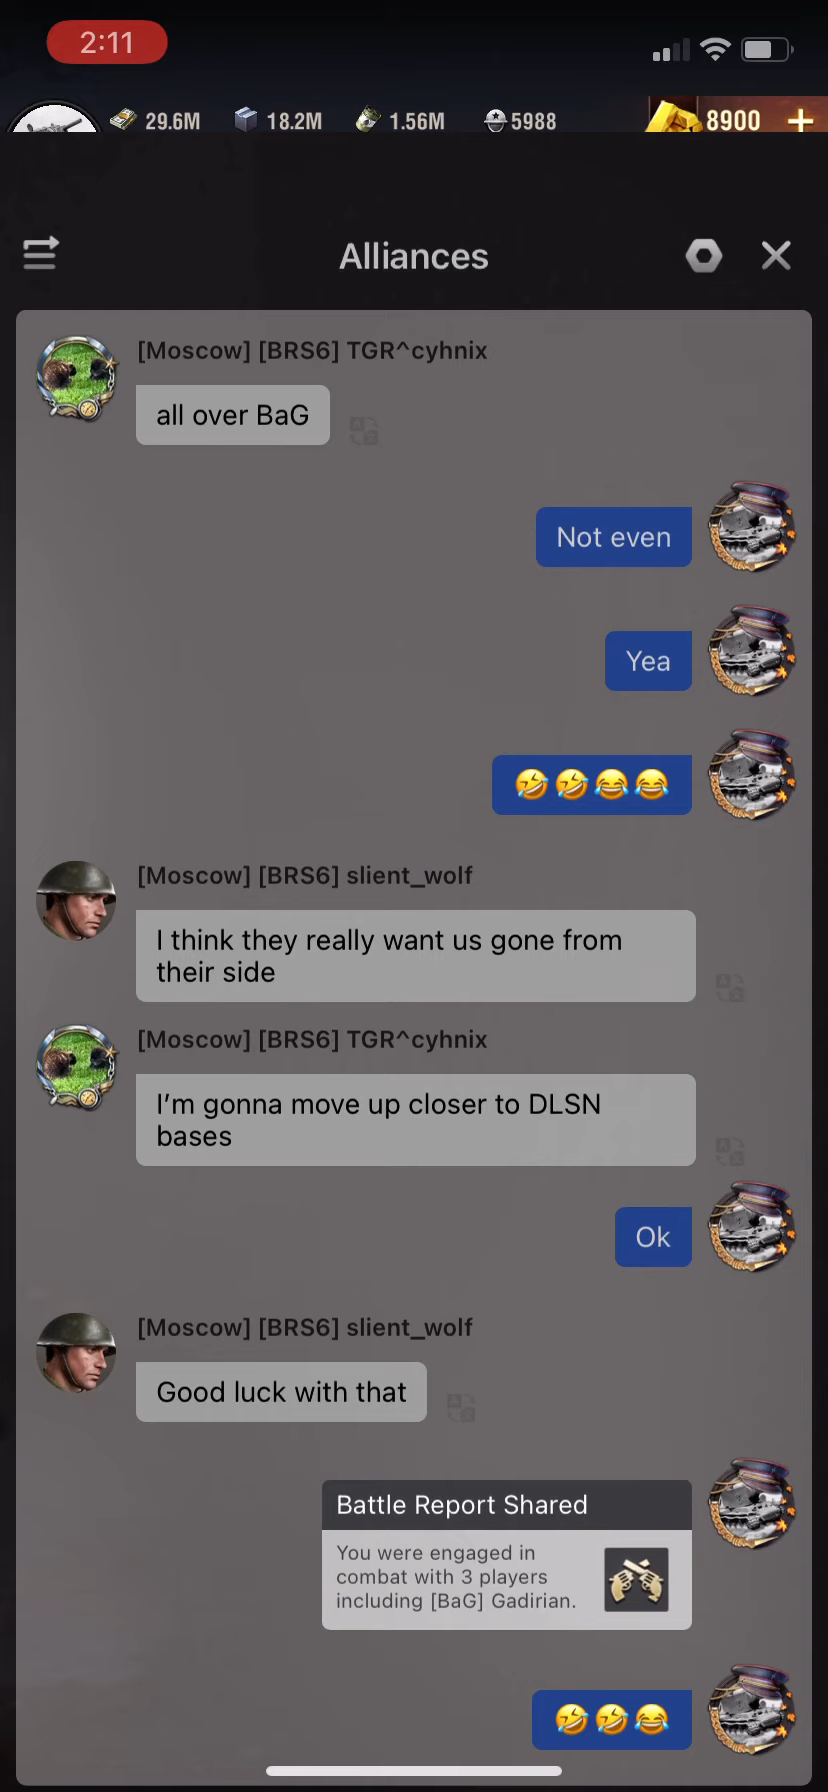 2:11
29.6M 18.2M 1.56M 5988 8900 +
Alliances
[Moscow] [BRS6] TGR^cyhnix
all over BaG
Not even
Yea
🤣🤣😂😂
[Moscow] [BRS6] slient_wolf
I think they really want us gone from
their side
[Moscow] [BRS6] TGR^cyhnix
I’m gonna move up closer to DLSN
bases
Ok
[Moscow] [BRS6] slient_wolf
Good luck with that
Battle Report Shared
You were engaged in
combat with 3 players
including [BaG] Gadirian.
🤣🤣😂